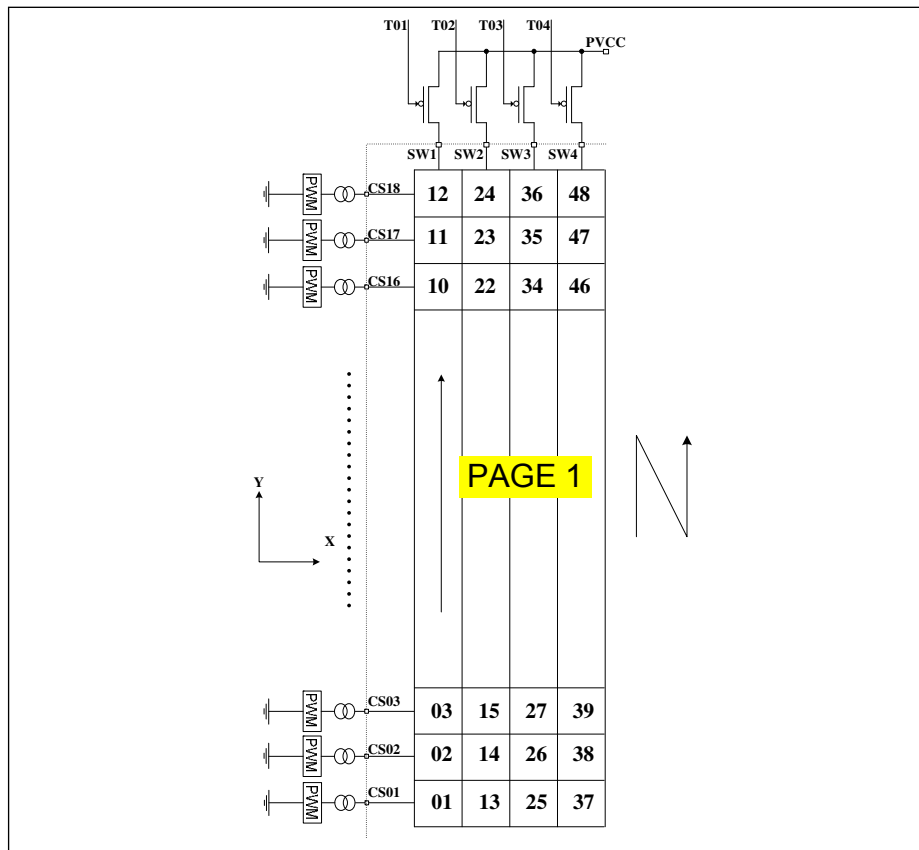 T01 T02 T03 T04
PVCC
SW1 SW2 SW3 SW4
PWM CS18 12 24 36 48
PWM CS17 11 23 35 47
PWM CS16 10 22 34 46
PAGE 1
Y
X
PWM CS03 03 15 27 39
PWM CS02 02 14 26 38
PWM CS01 01 13 25 37